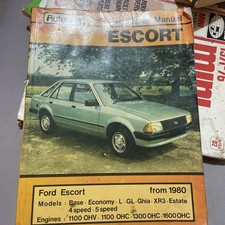 Manual
ESCORT
Ford Escort from 1980
Models : Base · Economy · L · GL · Ghia · XR3 · Estate
4 speed · 5 speed
Engines : 1100 OHV · 1100 OHC · 1300 OHC · 1600 OHC
mini